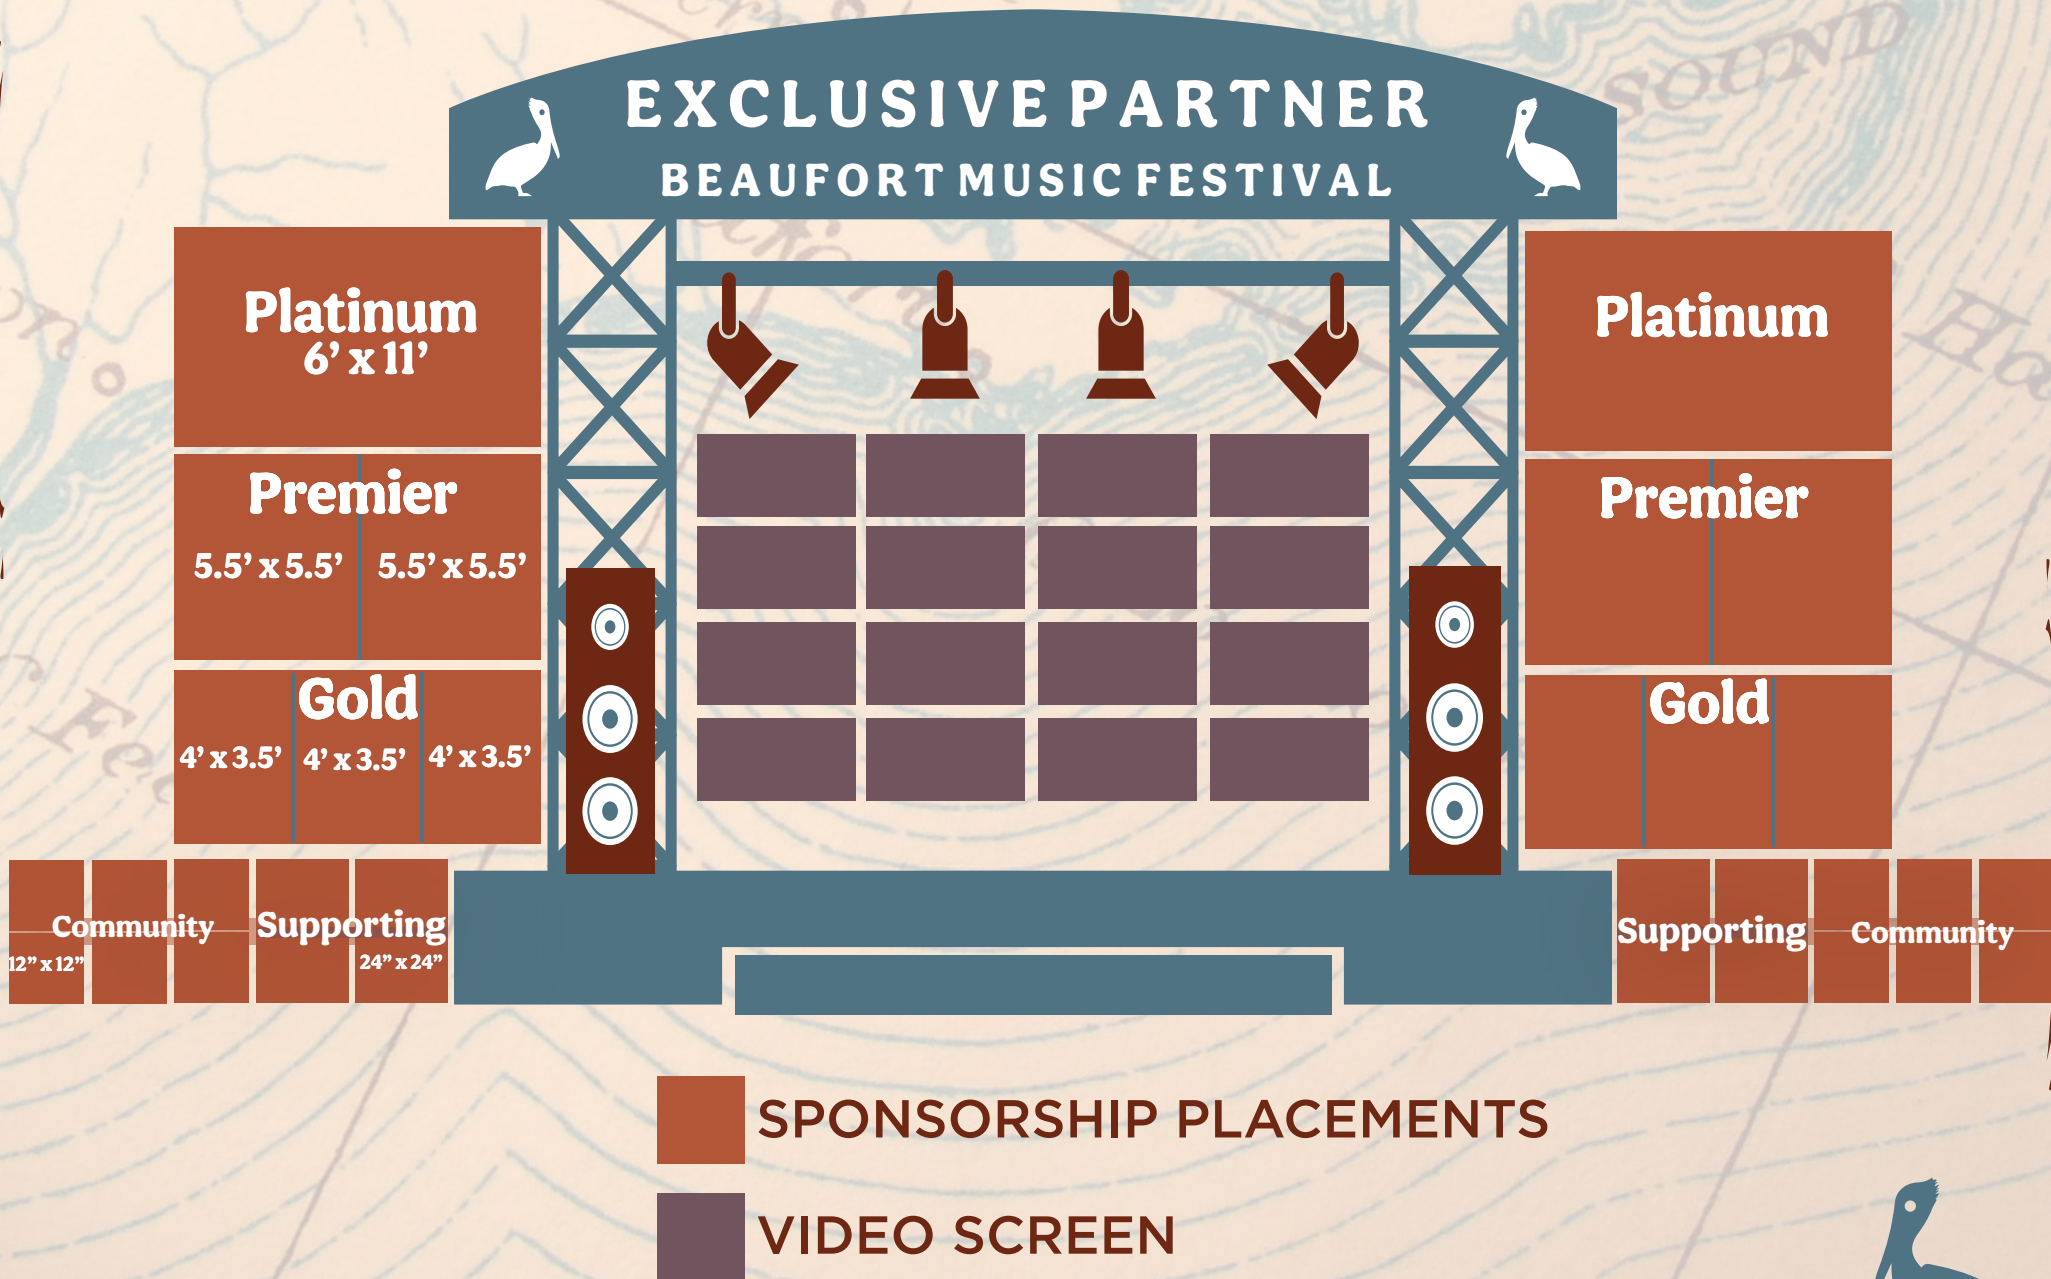 EXCLUSIVE PARTNER
BEAUFORT MUSIC FESTIVAL
Platinum
6’ x 11’
Premier
5.5’ x 5.5’ 5.5’ x 5.5’
Gold
4’ x 3.5’ 4’ x 3.5’ 4’ x 3.5’
Community
12” x 12”
Supporting
24” x 24”
Platinum
Premier
Gold
Supporting
Community
SPONSORSHIP PLACEMENTS
VIDEO SCREEN
SOUND